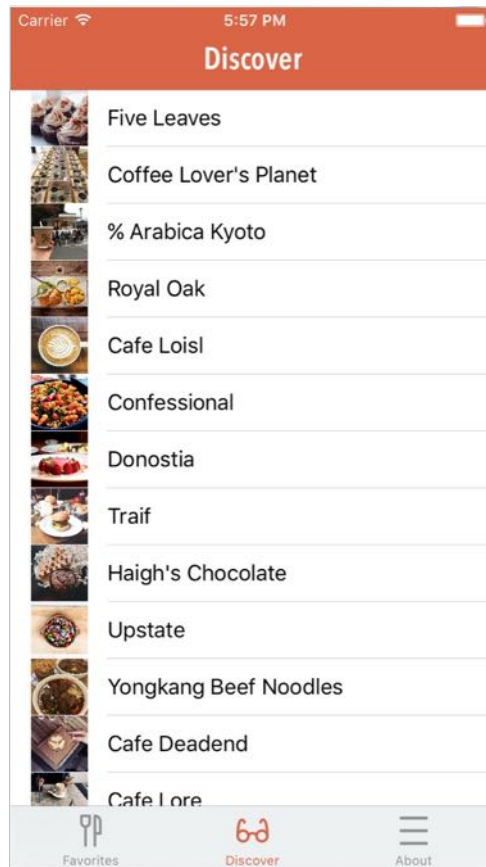 Carrier 5:57 PM
Discover
Five Leaves
Coffee Lover's Planet
% Arabica Kyoto
Royal Oak
Cafe Loisl
Confessional
Donostia
Traif
Haigh's Chocolate
Upstate
Yongkang Beef Noodles
Cafe Deadend
Cafe Lore
Favorites Discover About